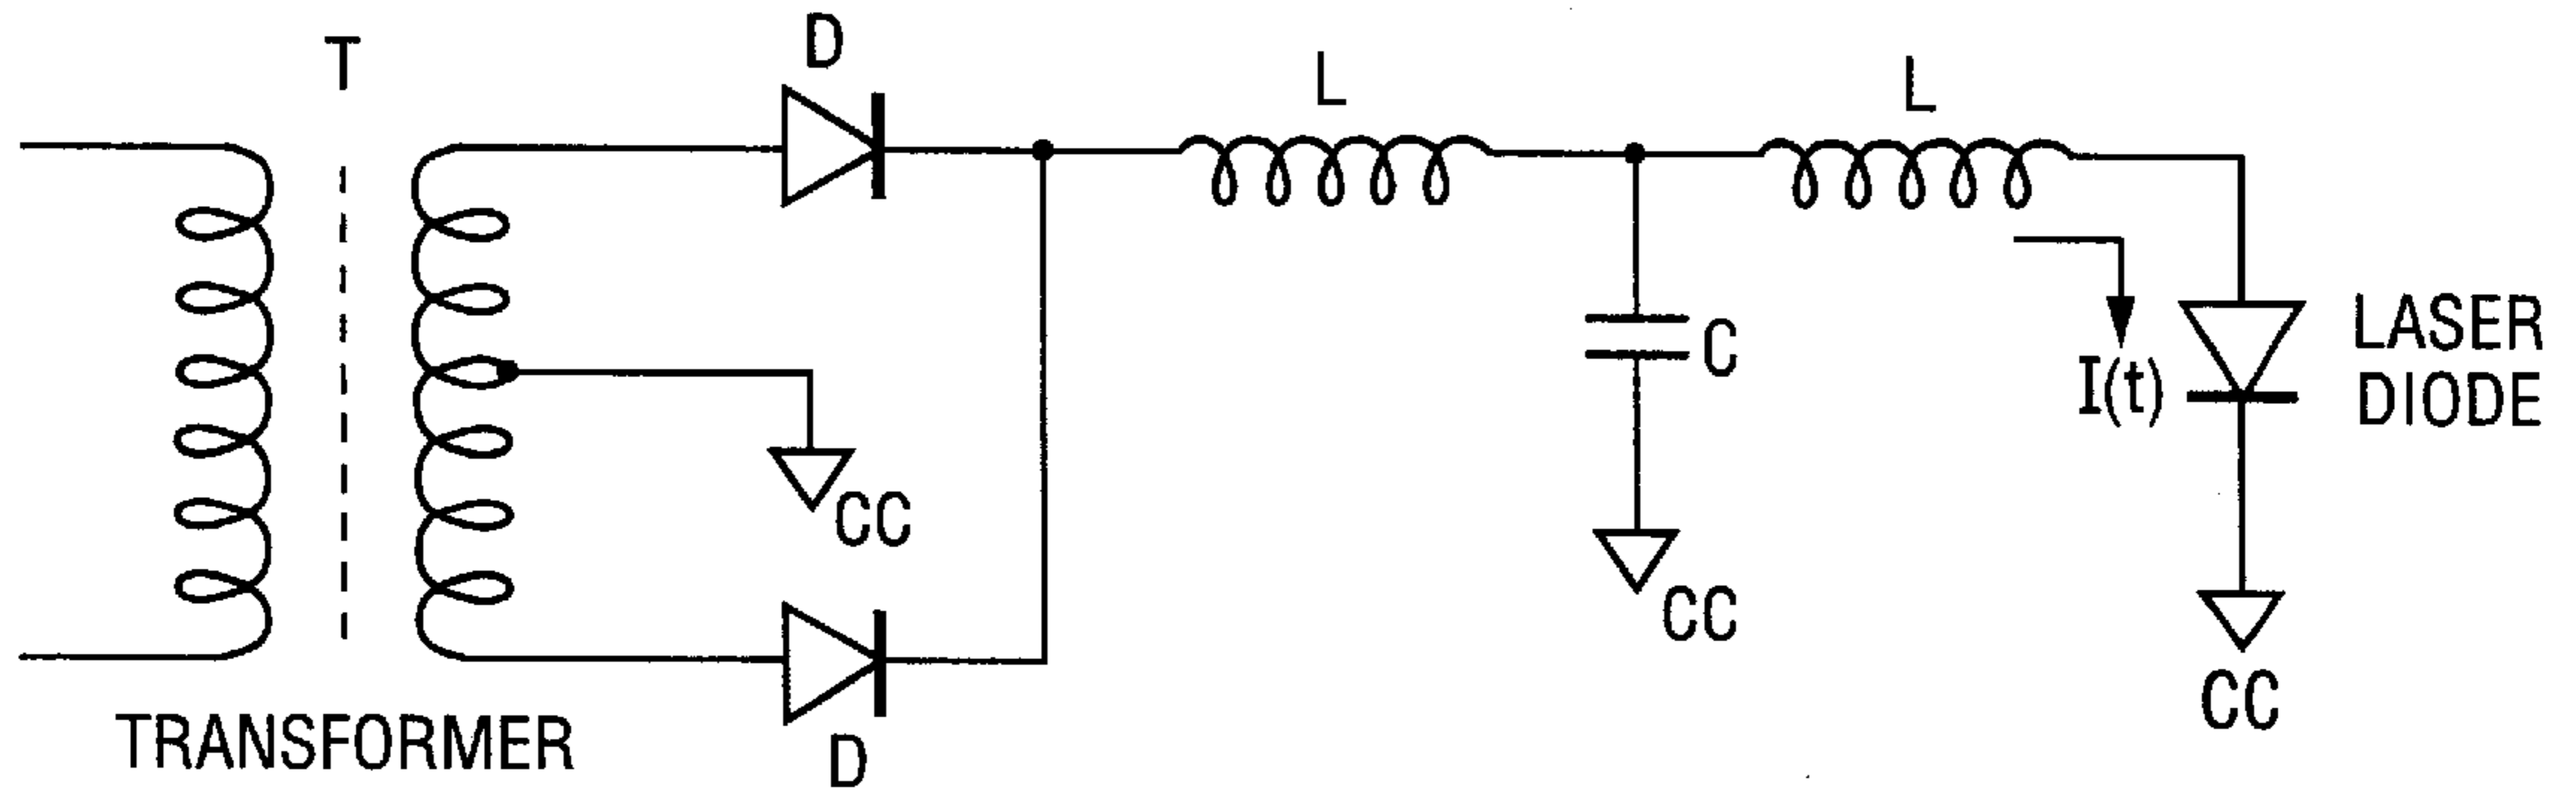 T
D
L
L
CC
C
CC
I(t)
LASER
DIODE
CC
TRANSFORMER
D